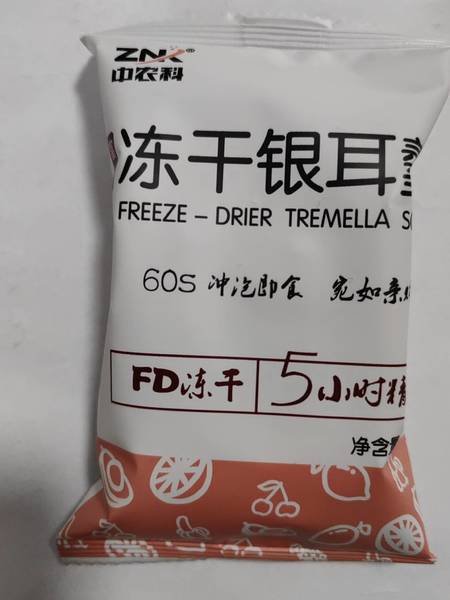 ZNK®
中农科
冻干银耳
FREEZE – DRIER TREMELLA S
60S 冲泡即食 宛如亲
FD冻干 5小时精
净含